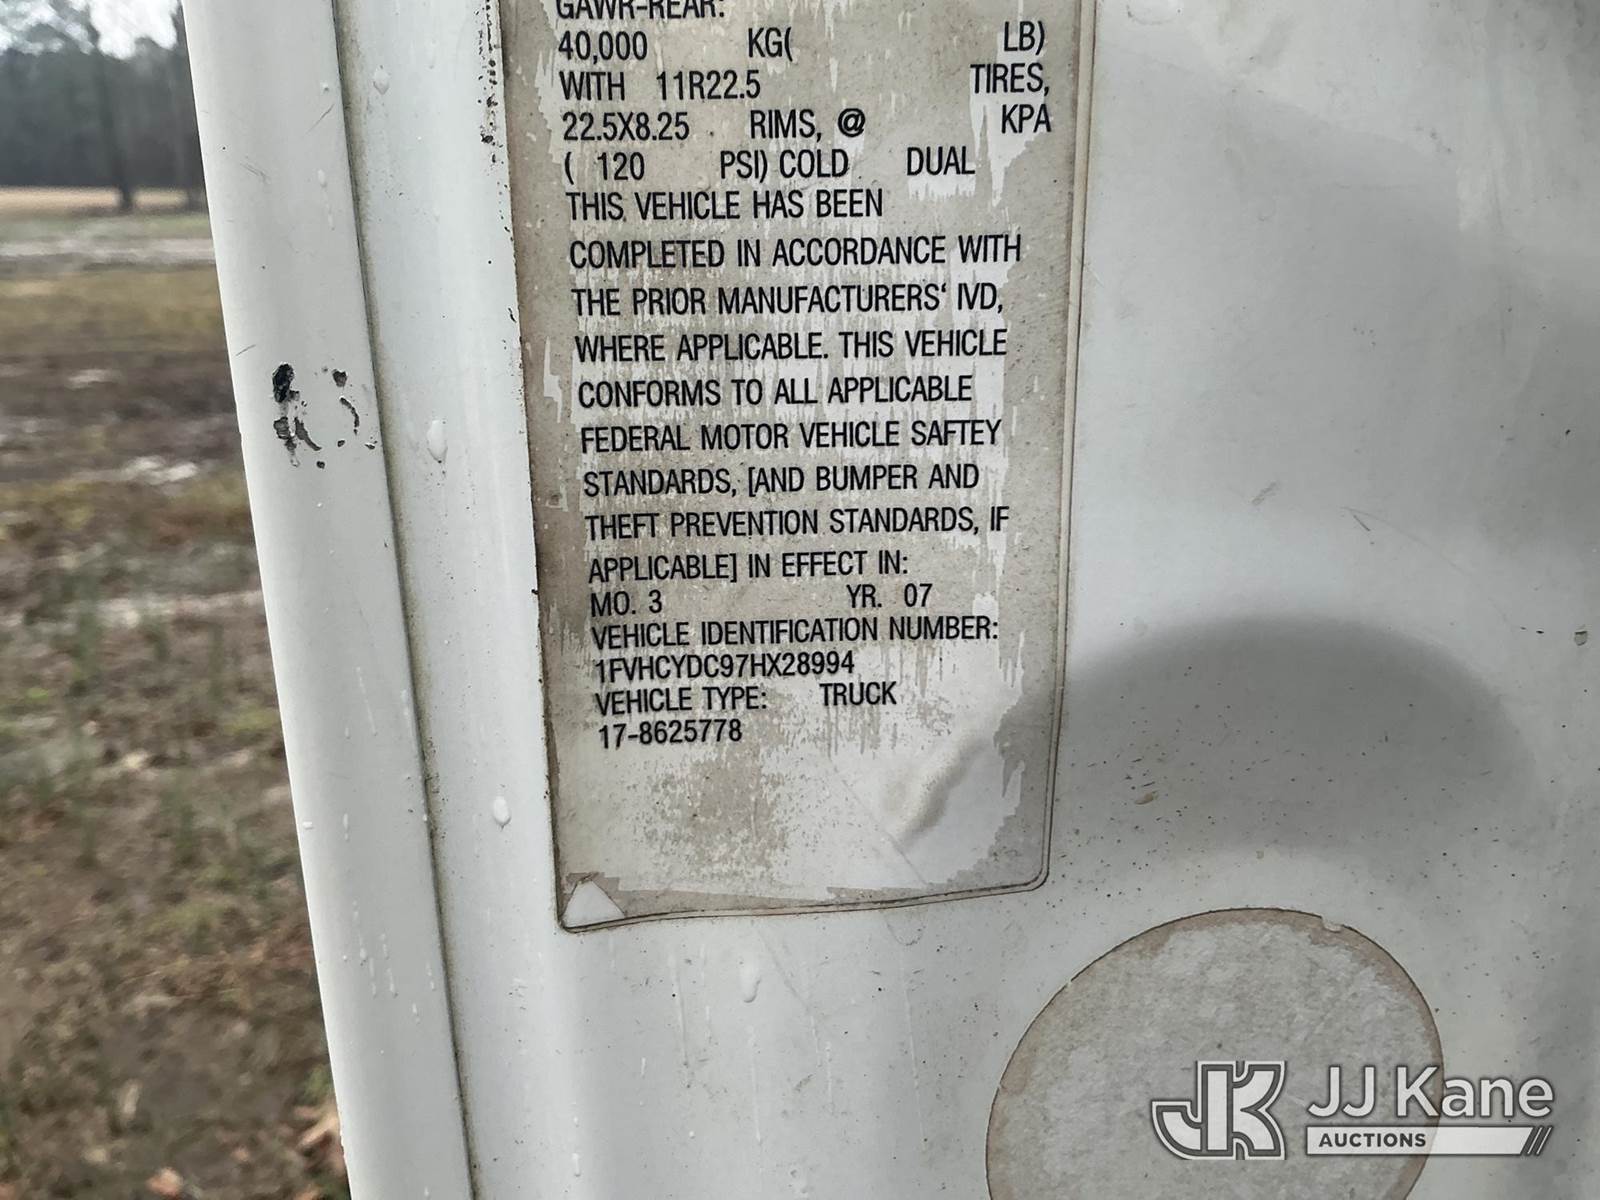 GAWR-REAR:
40,000 KG( LB)
WITH 11R22.5 TIRES,
22.5X8.25 RIMS, @ KPA
( 120 PSI) COLD DUAL
THIS VEHICLE HAS BEEN
COMPLETED IN ACCORDANCE WITH
THE PRIOR MANUFACTURERS' IVD,
WHERE APPLICABLE. THIS VEHICLE
CONFORMS TO ALL APPLICABLE
FEDERAL MOTOR VEHICLE SAFTEY
STANDARDS, [AND BUMPER AND
THEFT PREVENTION STANDARDS, IF
APPLICABLE] IN EFFECT IN:
MO. 3 YR. 07
VEHICLE IDENTIFICATION NUMBER:
1FVHCYDC97HX28994
VEHICLE TYPE: TRUCK
17-8625778
JK JJ Kane
AUCTIONS